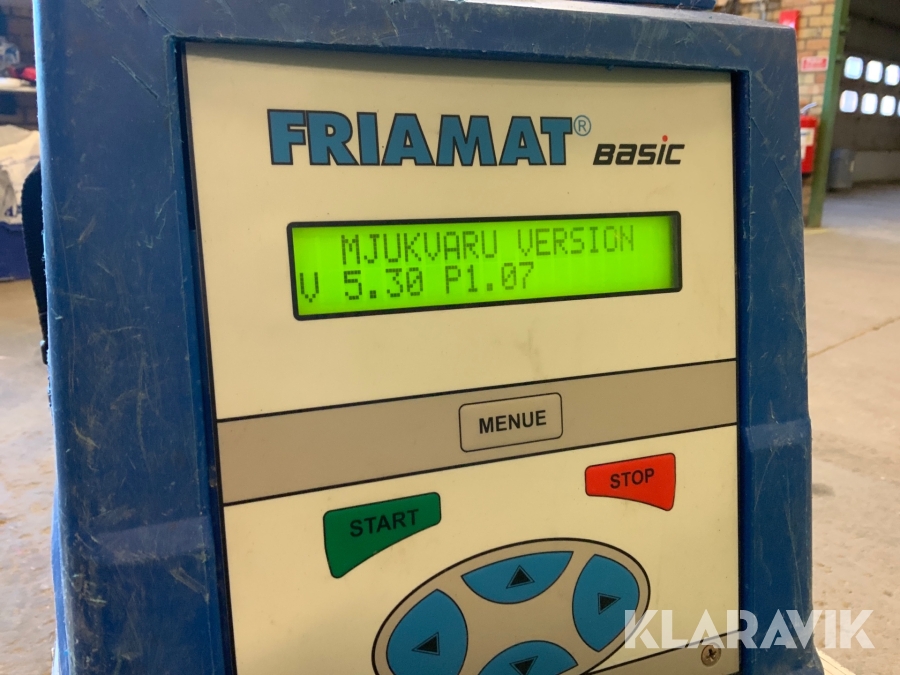 FRIAMAT® BASIC
MJUKVARU VERSION
V 5.30 P1.07
MENUE
STOP
START
KLARAVIK